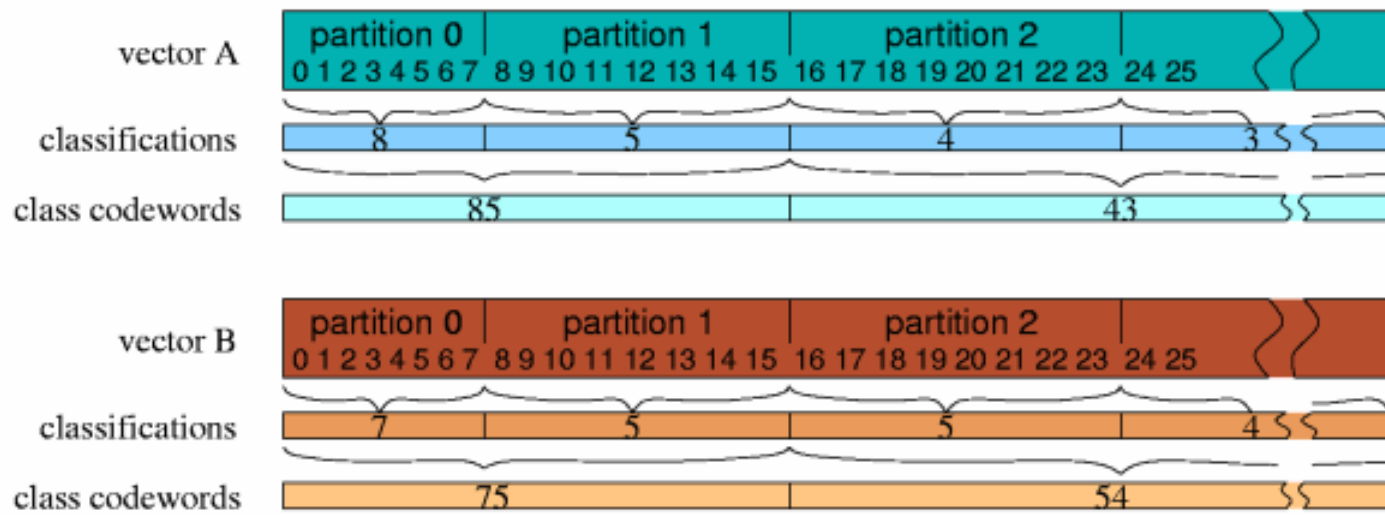 vector A
partition 0 partition 1 partition 2
0 1 2 3 4 5 6 7 8 9 10 11 12 13 14 15 16 17 18 19 20 21 22 23 24 25
classifications 8 5 4 3
class codewords 85 43
vector B
partition 0 partition 1 partition 2
0 1 2 3 4 5 6 7 8 9 10 11 12 13 14 15 16 17 18 19 20 21 22 23 24 25
classifications 7 5 5 4
class codewords 75 54